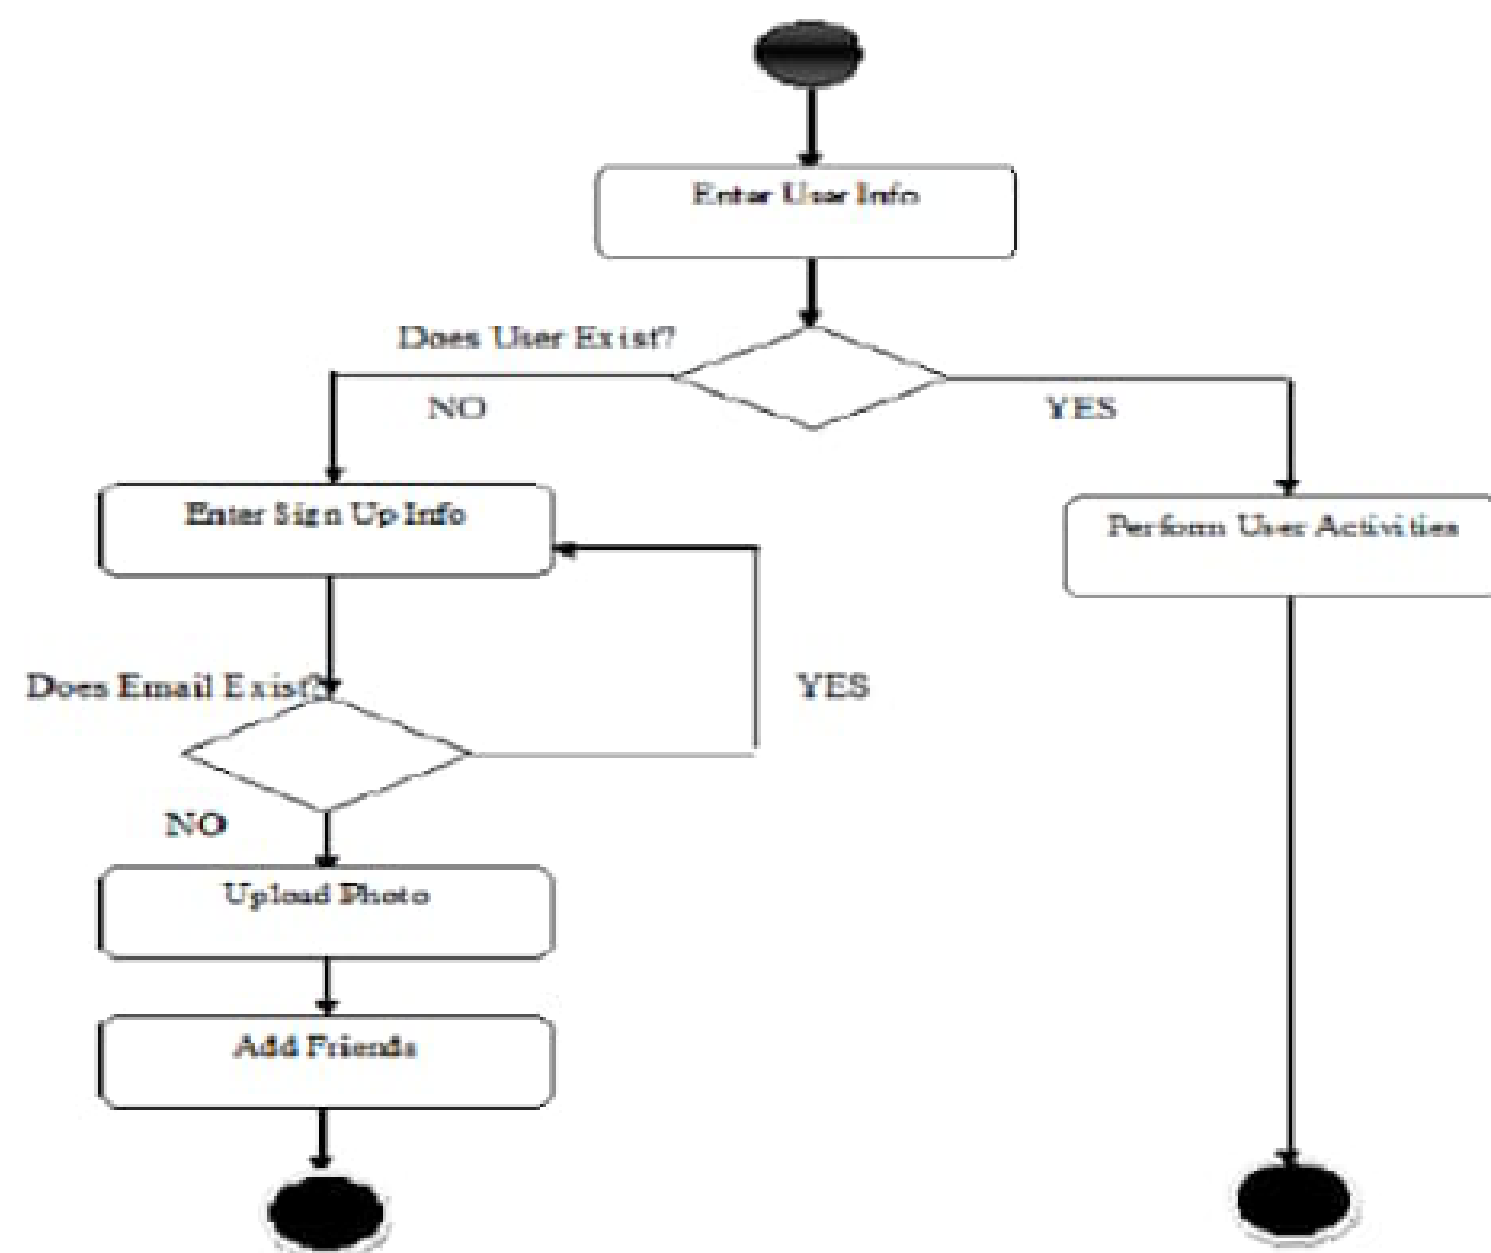 Enter User Info
Does User Exist?
NO
YES
Enter Sign Up Info
Perform User Activities
Does Email Exist?
YES
NO
Upload Photo
Add Friends